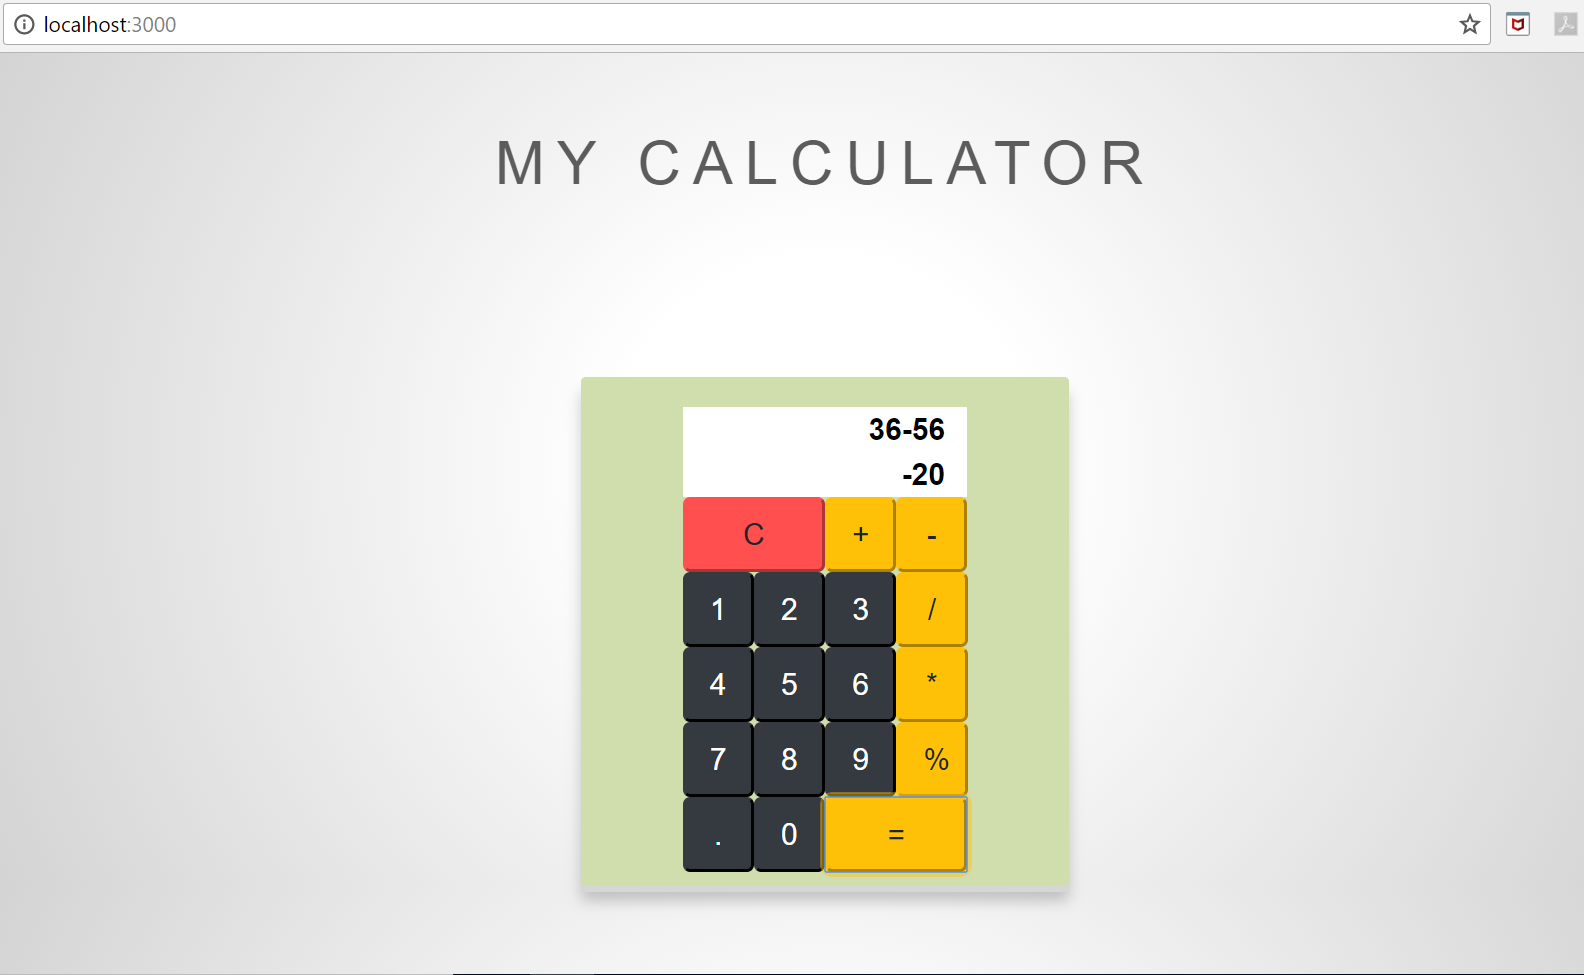 localhost:3000
MY CALCULATOR
36-56
-20
C + -
1 2 3 /
4 5 6 *
7 8 9 %
. 0 =